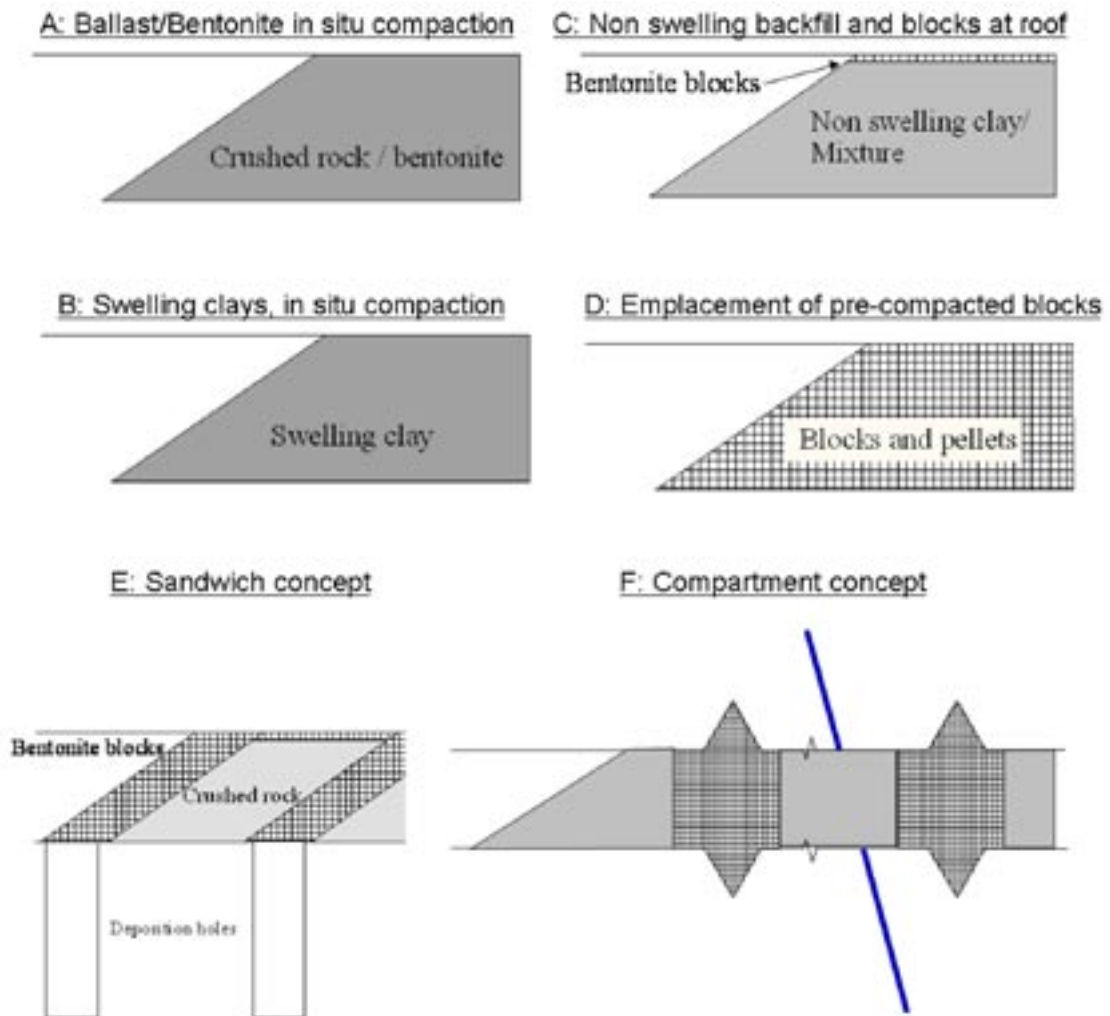 A: Ballast/Bentonite in situ compaction
Crushed rock / bentonite
C: Non swelling backfill and blocks at roof
Bentonite blocks
Non swelling clay/
Mixture
B: Swelling clays, in situ compaction
Swelling clay
D: Emplacement of pre-compacted blocks
Blocks and pellets
E: Sandwich concept
Bentonite blocks
Crushed rock
Deposition holes
F: Compartment concept